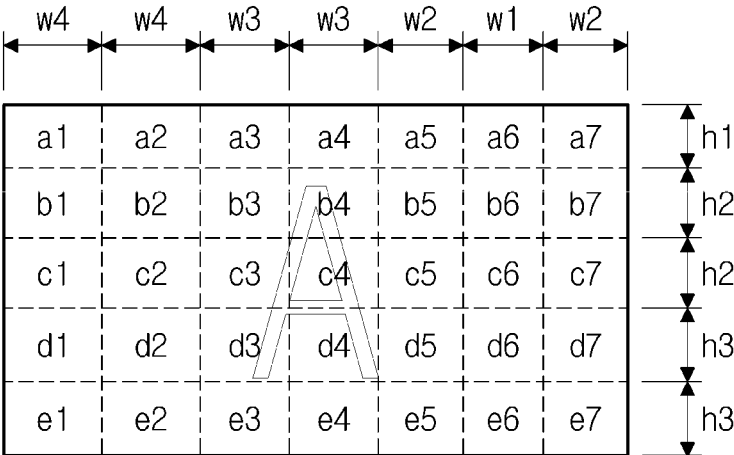 w4 w4 w3 w3 w2 w1 w2
a1 a2 a3 a4 a5 a6 a7 h1
b1 b2 b3 b4 b5 b6 b7 h2
A
c1 c2 c3 c4 c5 c6 c7 h2
d1 d2 d3 d4 d5 d6 d7 h3
e1 e2 e3 e4 e5 e6 e7 h3